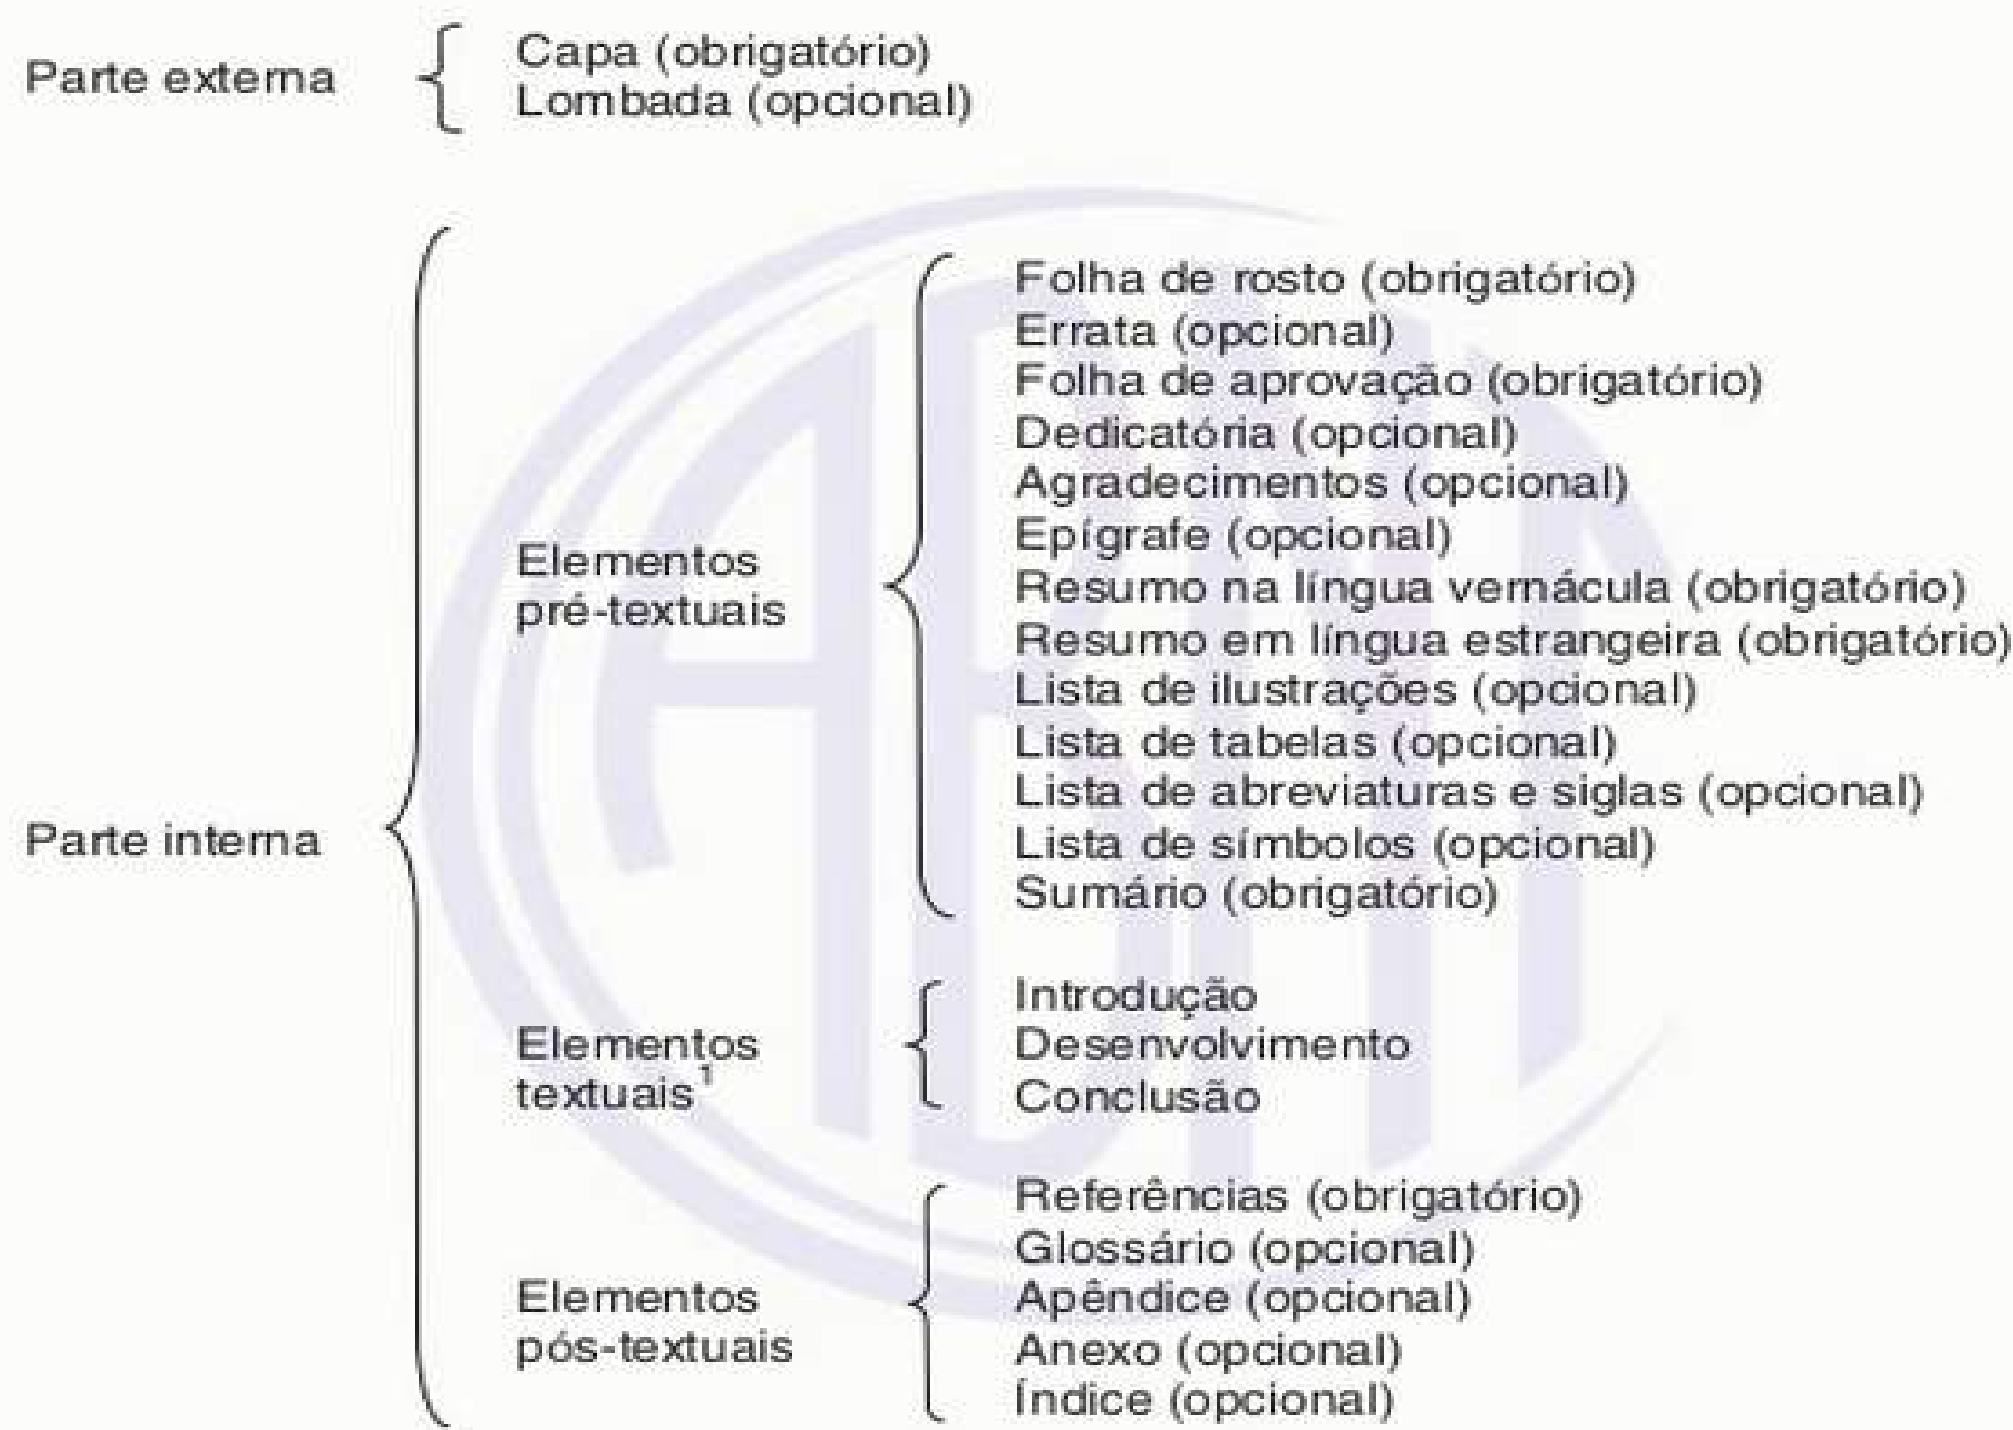 Parte externa
Capa (obrigatório)
Lombada (opcional)
Parte interna
Elementos
pré-textuais
Folha de rosto (obrigatório)
Errata (opcional)
Folha de aprovação (obrigatório)
Dedicatória (opcional)
Agradecimentos (opcional)
Epígrafe (opcional)
Resumo na língua vernácula (obrigatório)
Resumo em língua estrangeira (obrigatório)
Lista de ilustrações (opcional)
Lista de tabelas (opcional)
Lista de abreviaturas e siglas (opcional)
Lista de símbolos (opcional)
Sumário (obrigatório)
Elementos
textuais¹
Introdução
Desenvolvimento
Conclusão
Elementos
pós-textuais
Referências (obrigatório)
Glossário (opcional)
Apêndice (opcional)
Anexo (opcional)
Índice (opcional)
ABNT